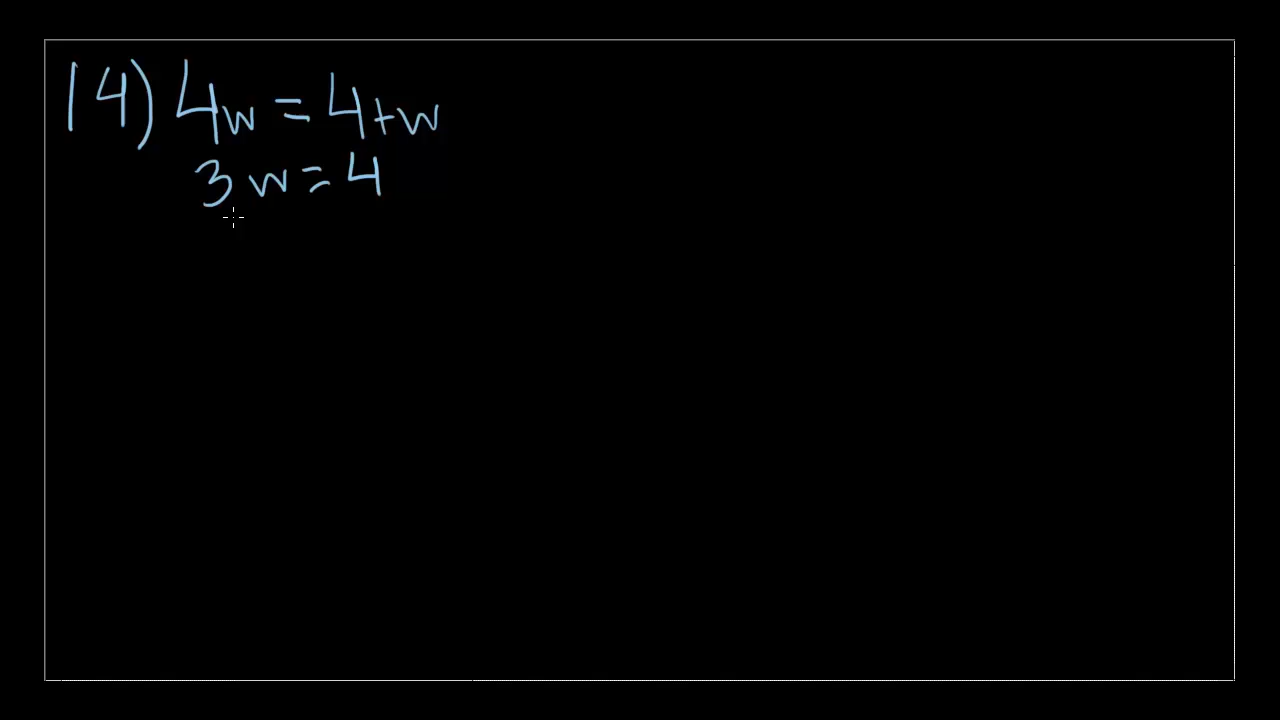 14) 4w = 4+w
3w = 4